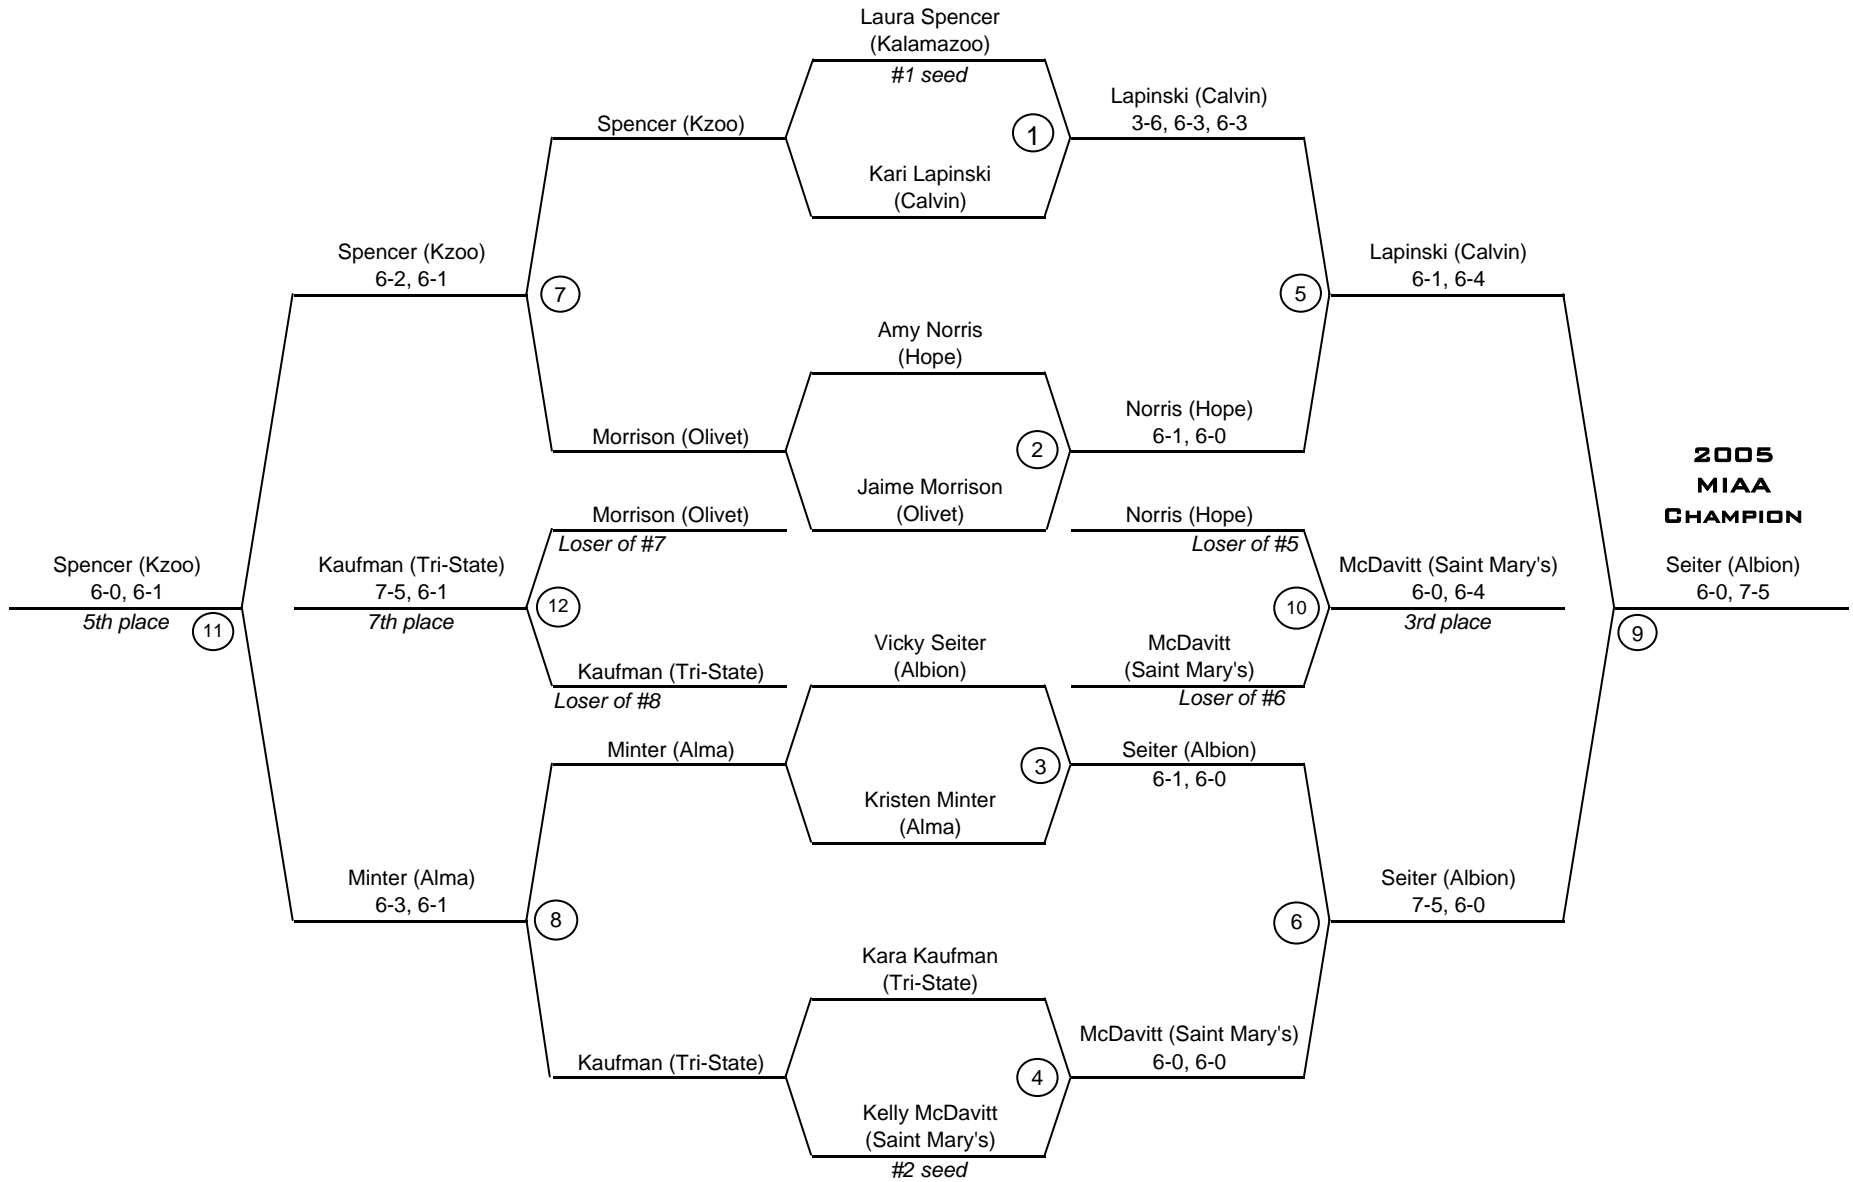 Laura Spencer
(Kalamazoo)
#1 seed
Spencer (Kzoo)
1
Lapinski (Calvin)
3-6, 6-3, 6-3
Kari Lapinski
(Calvin)
Spencer (Kzoo)
6-2, 6-1
7
5
Lapinski (Calvin)
6-1, 6-4
Amy Norris
(Hope)
Morrison (Olivet)
2
Norris (Hope)
6-1, 6-0
Jaime Morrison
(Olivet)
2005
MIAA
CHAMPION
Morrison (Olivet)
Loser of #7
Norris (Hope)
Loser of #5
Spencer (Kzoo)
6-0, 6-1
5th place
11
Kaufman (Tri-State)
7-5, 6-1
7th place
12
10
McDavitt (Saint Mary's)
6-0, 6-4
3rd place
Seiter (Albion)
6-0, 7-5
9
Kaufman (Tri-State)
Loser of #8
Vicky Seiter
(Albion)
McDavitt
(Saint Mary's)
Loser of #6
Minter (Alma)
3
Seiter (Albion)
6-1, 6-0
Kristen Minter
(Alma)
Minter (Alma)
6-3, 6-1
8
6
Seiter (Albion)
7-5, 6-0
Kara Kaufman
(Tri-State)
Kaufman (Tri-State)
4
McDavitt (Saint Mary's)
6-0, 6-0
Kelly McDavitt
(Saint Mary's)
#2 seed